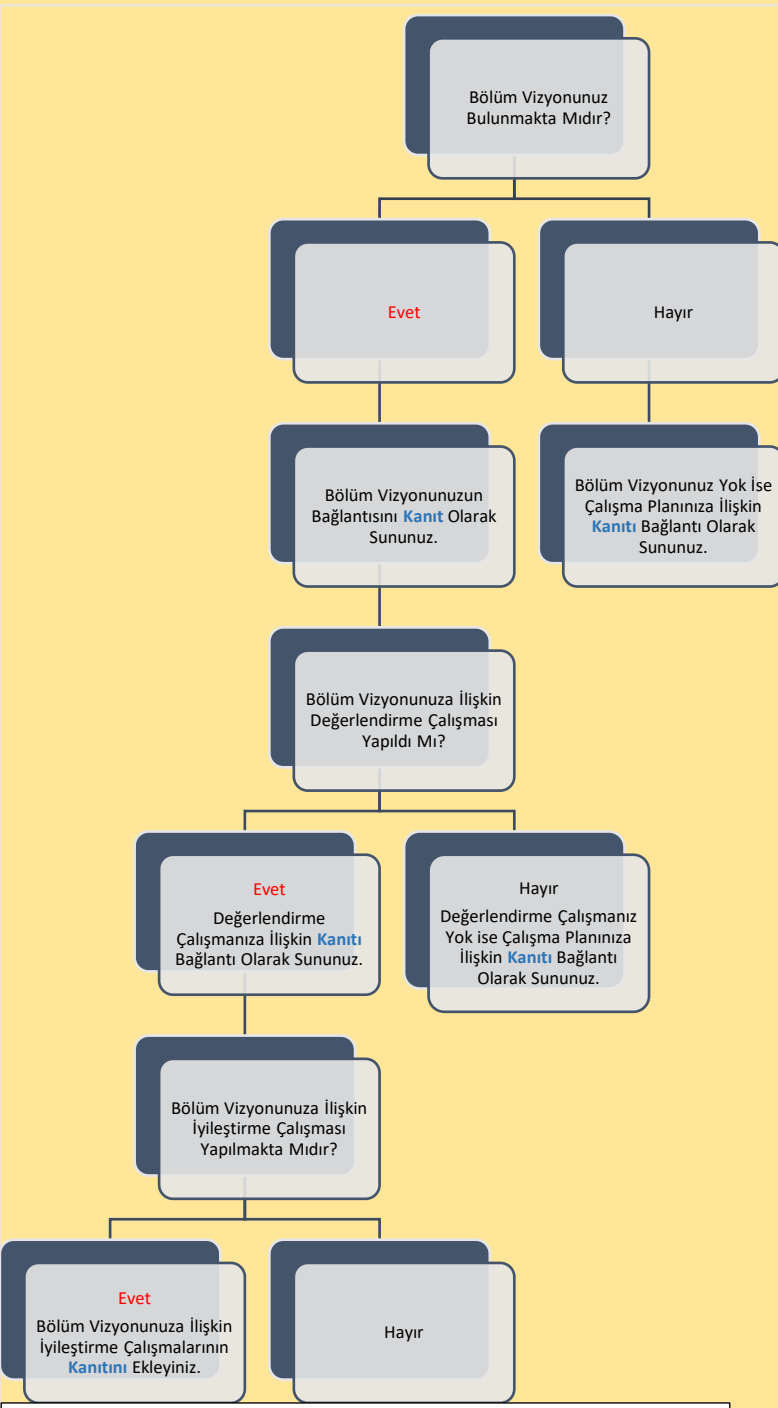 Bölüm Vizyonunuz
Bulunmakta Mıdır?
Evet
Hayır
Bölüm Vizyonunuzun
Bağlantısını Kanıt Olarak
Sununuz.
Bölüm Vizyonunuz Yok İse
Çalışma Planınıza İlişkin
Kanıtı Bağlantı Olarak
Sununuz.
Bölüm Vizyonunuza İlişkin
Değerlendirme Çalışması
Yapıldı Mı?
Evet
Değerlendirme
Çalışmanıza İlişkin Kanıtı
Bağlantı Olarak Sununuz.
Hayır
Değerlendirme Çalışmanız
Yok ise Çalışma Planınıza
İlişkin Kanıtı Bağlantı
Olarak Sununuz.
Bölüm Vizyonunuza İlişkin
İyileştirme Çalışması
Yapılmakta Mıdır?
Evet
Bölüm Vizyonunuza İlişkin
İyileştirme Çalışmalarının
Kanıtını Ekleyiniz.
Hayır